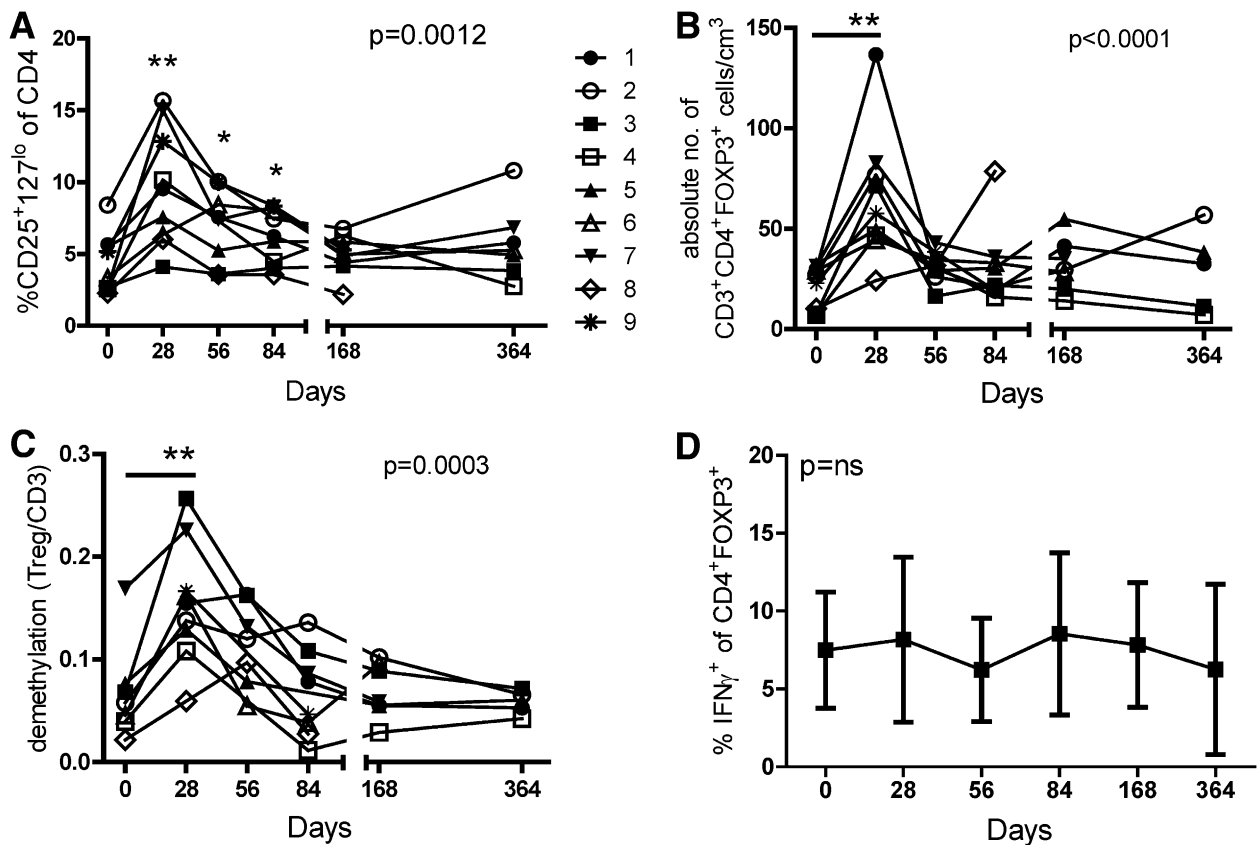 A
%CD25⁺127ˡᵒ of CD4
20
15
10
5
0
p=0.0012
**
*
*
0 28 56 84 168 364
Days
1
2
3
4
5
6
7
8
9
B
absolute no. of
CD3⁺CD4⁺FOXP3⁺ cells/cm³
150
100
50
0
**
p<0.0001
0 28 56 84 168 364
Days
C
demethylation (Treg/CD3)
0.3
0.2
0.1
0.0
**
p=0.0003
0 28 56 84 168 364
Days
D
% IFNγ⁺ of CD4⁺FOXP3⁺
20
15
10
5
0
p=ns
0 28 56 84 168 364
Days